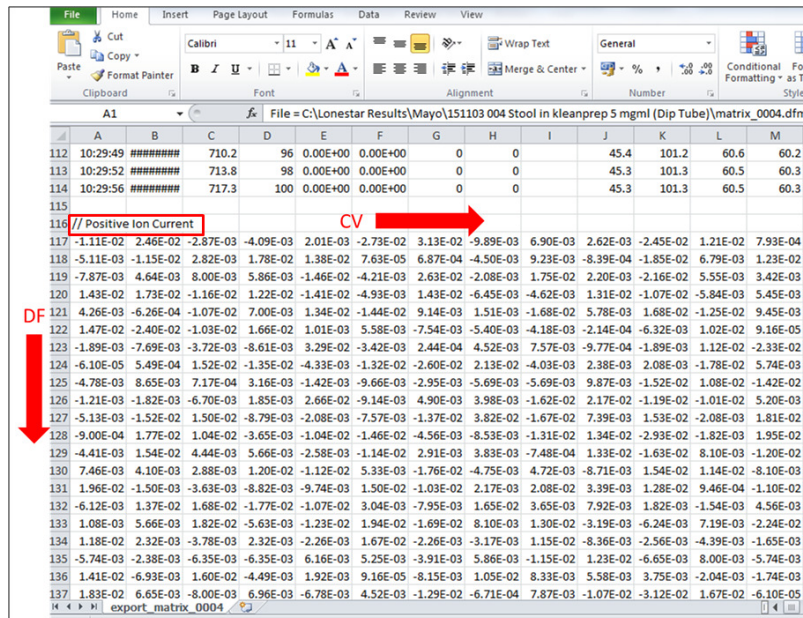 File Home Insert Page Layout Formulas Data Review View
Cut Calibri 11 A A Wrap Text General
Copy
Paste Format Painter B I U A Merge & Center % , Conditional Fo
Formatting as T
Clipboard Font Alignment Number Style
A1 fx File = C:\Lonestar Results\Mayo\151103 004 Stool in kleanprep 5 mgml (Dip Tube)\matrix_0004.dfm
A B C D E F G H I J K L M
112 10:29:49 ######## 710.2 96 0.00E+00 0.00E+00 0 0 45.4 101.2 60.6 60.2
113 10:29:52 ######## 713.8 98 0.00E+00 0.00E+00 0 0 45.3 101.3 60.5 60.3
114 10:29:56 ######## 717.3 100 0.00E+00 0.00E+00 0 0 45.3 101.3 60.5 60.3
115
116 // Positive Ion Current CV
117 -1.11E-02 2.46E-02 -2.87E-03 -4.09E-03 2.01E-03 -2.73E-02 3.13E-02 -9.89E-03 6.90E-03 2.62E-03 -2.45E-02 1.21E-02 7.93E-04
118 -5.11E-03 -1.15E-02 2.82E-03 1.78E-02 1.38E-02 7.63E-05 6.87E-04 -4.50E-03 9.23E-03 -8.39E-04 -1.85E-02 6.79E-03 1.23E-02
119 -7.87E-03 4.64E-03 8.00E-03 5.86E-03 -1.46E-02 -4.21E-03 2.63E-02 -2.08E-03 1.75E-02 2.20E-03 -2.16E-02 5.55E-03 3.42E-03
120 1.43E-02 1.73E-02 -1.16E-02 1.22E-02 -1.41E-02 -4.93E-03 1.43E-02 -6.45E-03 -4.62E-03 1.31E-02 -1.07E-02 -5.84E-03 5.45E-03
DF
121 4.26E-03 -6.26E-04 -1.07E-02 7.00E-03 1.34E-02 -1.44E-02 9.14E-03 1.51E-03 -1.68E-02 5.78E-03 1.68E-02 -1.25E-02 9.45E-03
122 1.47E-02 -2.40E-02 -1.03E-02 1.66E-02 1.01E-03 5.58E-03 -7.54E-03 -5.40E-03 -4.18E-03 -2.14E-04 -6.32E-03 1.02E-02 9.16E-05
123 -1.89E-03 -7.69E-03 -3.72E-03 -8.61E-03 3.29E-02 -3.42E-03 2.44E-04 4.52E-03 7.57E-03 -9.77E-04 -1.89E-03 1.12E-02 -2.33E-02
124 -6.10E-05 5.49E-04 1.52E-02 -1.35E-02 -4.33E-03 -1.32E-02 -2.60E-02 2.13E-02 -4.03E-03 2.38E-03 2.08E-03 -1.78E-02 5.74E-03
125 -4.78E-03 8.65E-03 7.17E-04 3.16E-03 -1.42E-03 -9.66E-03 -2.95E-03 -5.69E-03 -5.69E-03 9.87E-03 -1.52E-02 1.08E-02 -1.42E-02
126 -1.21E-03 -1.82E-03 -6.70E-03 1.85E-03 2.66E-02 -9.14E-03 4.90E-03 3.98E-03 -1.62E-02 2.17E-02 -1.19E-02 -1.01E-02 5.20E-03
127 -5.13E-03 -1.52E-02 1.50E-02 -8.79E-03 -2.08E-03 -7.57E-03 -1.37E-02 3.82E-02 -1.67E-02 7.39E-03 1.53E-02 -2.08E-03 1.81E-02
128 -9.00E-04 1.77E-02 1.04E-02 -3.65E-03 -1.04E-02 -1.46E-02 -4.56E-03 -8.53E-03 -1.31E-02 1.34E-02 -2.93E-02 -1.82E-03 1.95E-02
129 -4.41E-03 1.54E-02 4.44E-03 5.66E-03 -2.58E-03 -1.14E-02 2.91E-03 3.83E-03 -7.48E-04 1.33E-02 -1.63E-02 8.10E-03 -1.20E-02
130 7.46E-03 4.10E-03 2.88E-03 1.20E-02 -1.12E-02 5.33E-03 -1.76E-02 -4.75E-03 4.72E-03 -8.71E-03 1.54E-02 1.14E-02 -8.10E-03
131 1.96E-02 -1.50E-03 -3.63E-03 -8.82E-03 -9.74E-03 1.50E-02 -1.03E-02 2.17E-03 2.08E-02 3.39E-03 1.28E-02 9.46E-04 -1.10E-02
132 -6.12E-03 1.37E-02 1.68E-02 -1.77E-02 -1.07E-02 3.04E-03 -7.95E-03 1.65E-02 3.65E-03 7.92E-03 1.82E-03 -1.54E-03 4.56E-03
133 1.08E-03 5.66E-03 1.82E-02 -5.63E-03 -1.23E-02 1.94E-02 -1.69E-02 8.10E-03 1.30E-02 -3.19E-03 -6.24E-03 7.19E-03 -2.24E-02
134 1.18E-02 2.32E-03 -3.78E-03 2.32E-03 -2.26E-03 1.67E-02 -2.26E-03 -3.17E-03 1.15E-02 -8.36E-03 -2.56E-03 -4.39E-03 -1.65E-03
135 -5.74E-03 -2.38E-03 -6.35E-03 -6.35E-03 6.16E-03 5.25E-03 -3.91E-03 5.86E-03 -1.15E-02 1.23E-02 -6.65E-03 8.00E-03 -5.74E-03
136 1.41E-02 -6.93E-03 1.60E-02 -4.49E-03 1.92E-03 9.16E-05 -8.15E-03 1.05E-02 8.33E-03 5.58E-03 3.75E-03 -2.04E-03 -1.74E-03
137 1.83E-02 6.65E-03 -8.00E-03 6.96E-03 -6.78E-03 4.52E-03 -1.29E-02 -6.71E-04 7.87E-03 -1.07E-02 -3.12E-02 1.67E-02 -6.10E-05
export_matrix_0004